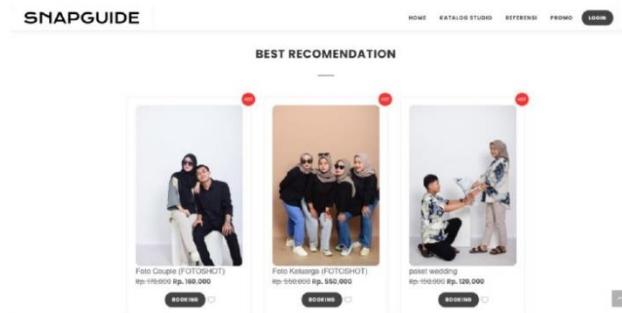 SNAPGUIDE
HOME KATALOG STUDIO REFERENSI PROMO LOGIN
BEST RECOMENDATION
HOT HOT HOT
Foto Couple (FOTOSHOT)
Rp. 160,000
BOOKING
Foto Keluarga (FOTOSHOT)
Rp. 550,000
BOOKING
paket wedding
Rp. 120,000
BOOKING